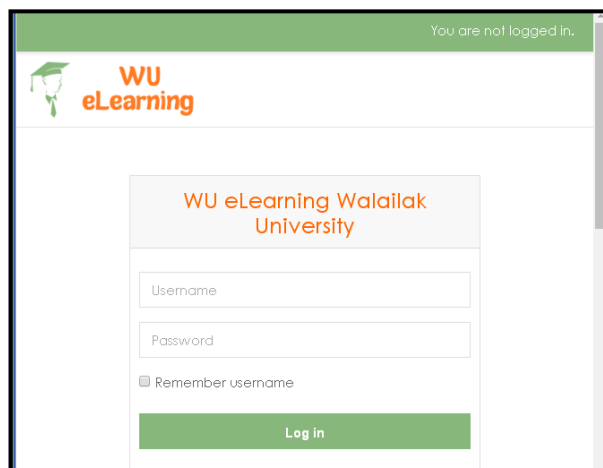 You are not logged in.
WU
eLearning
WU eLearning Walailak
University
Username
Password
Remember username
Log in